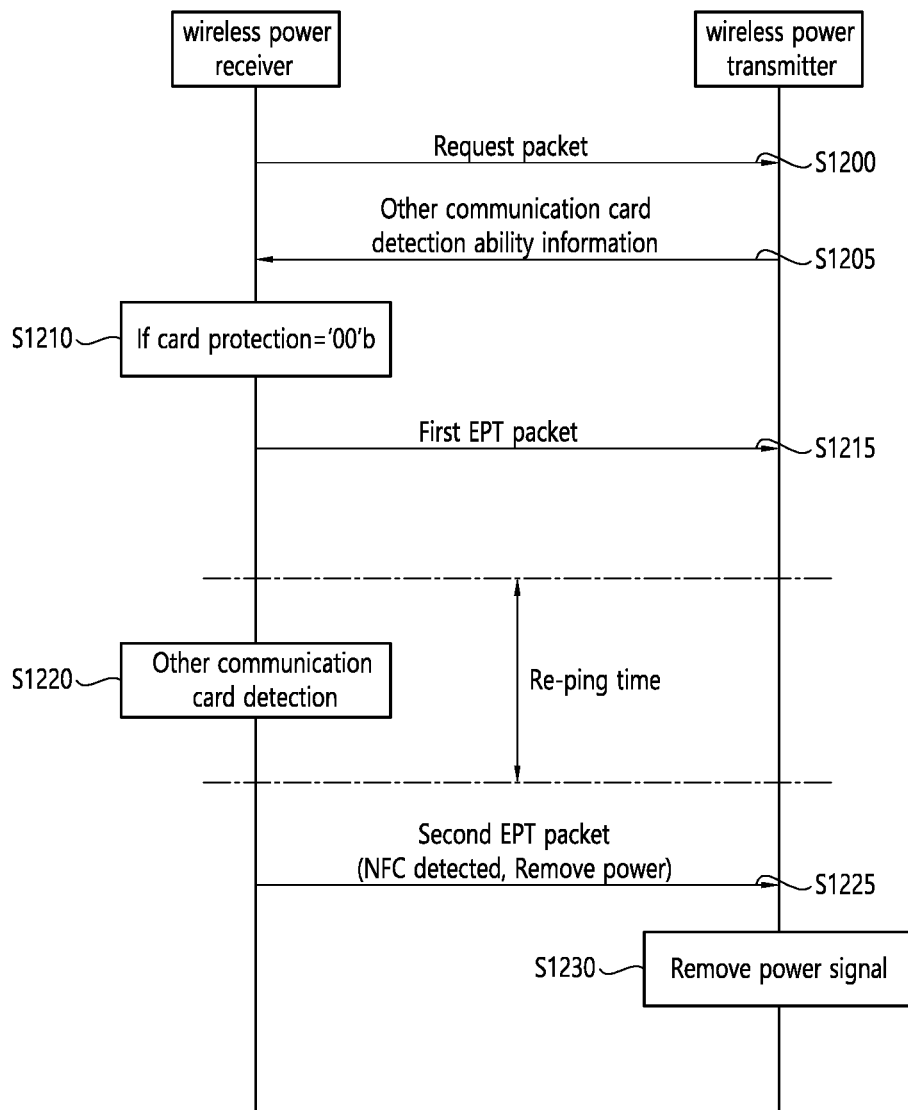 wireless power
receiver
wireless power
transmitter
Request packet
S1200
Other communication card
detection ability information
S1205
S1210
If card protection='00'b
First EPT packet
S1215
S1220
Other communication
card detection
Re-ping time
Second EPT packet
(NFC detected, Remove power)
S1225
S1230
Remove power signal